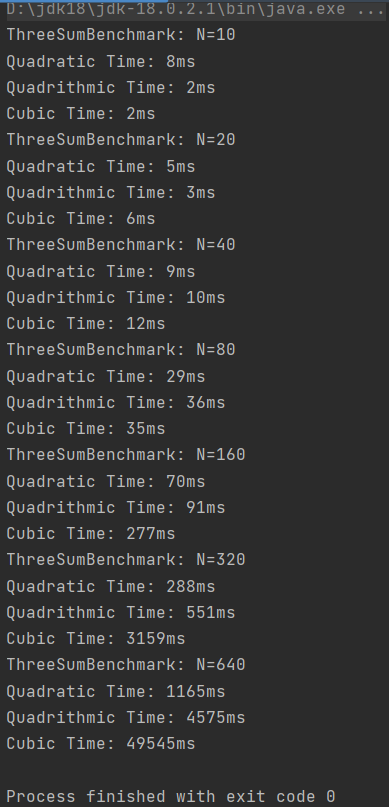 D:\jdk18\jdk-18.0.2.1\bin\java.exe ...
ThreeSumBenchmark: N=10
Quadratic Time: 8ms
Quadrithmic Time: 2ms
Cubic Time: 2ms
ThreeSumBenchmark: N=20
Quadratic Time: 5ms
Quadrithmic Time: 3ms
Cubic Time: 6ms
ThreeSumBenchmark: N=40
Quadratic Time: 9ms
Quadrithmic Time: 10ms
Cubic Time: 12ms
ThreeSumBenchmark: N=80
Quadratic Time: 29ms
Quadrithmic Time: 36ms
Cubic Time: 35ms
ThreeSumBenchmark: N=160
Quadratic Time: 70ms
Quadrithmic Time: 91ms
Cubic Time: 277ms
ThreeSumBenchmark: N=320
Quadratic Time: 288ms
Quadrithmic Time: 551ms
Cubic Time: 3159ms
ThreeSumBenchmark: N=640
Quadratic Time: 1165ms
Quadrithmic Time: 4575ms
Cubic Time: 49545ms
Process finished with exit code 0